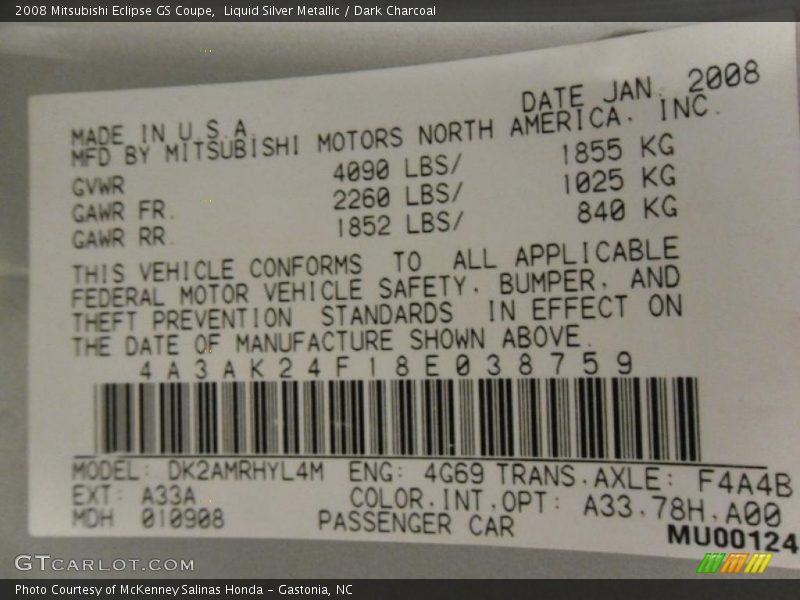 2008 Mitsubishi Eclipse GS Coupe,  Liquid Silver Metallic / Dark Charcoal
DATE JAN. 2008
MADE IN U.S.A.
MFD BY MITSUBISHI MOTORS NORTH AMERICA, INC.
GVWR 4090 LBS/ 1855 KG
GAWR FR. 2260 LBS/ 1025 KG
GAWR RR. 1852 LBS/ 840 KG
THIS VEHICLE CONFORMS TO ALL APPLICABLE
FEDERAL MOTOR VEHICLE SAFETY, BUMPER, AND
THEFT PREVENTION STANDARDS IN EFFECT ON
THE DATE OF MANUFACTURE SHOWN ABOVE.
4A3AK24F18E038759
MODEL: DK2AMRHYL4M ENG: 4G69 TRANS.AXLE: F4A4B
EXT: A33A COLOR.INT.OPT: A33.78H.A00
MDH 010908 PASSENGER CAR
MU00124
GTCARLOT.COM
Photo Courtesy of McKenney Salinas Honda – Gastonia, NC